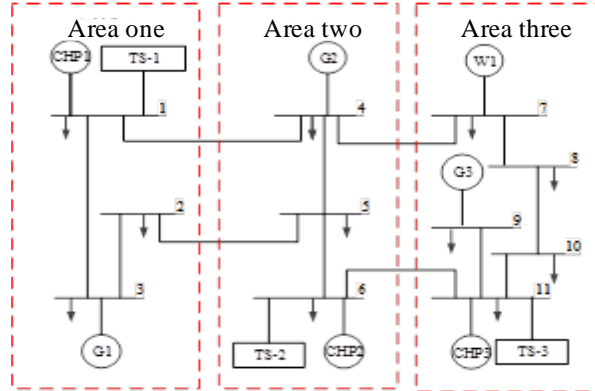 Area one
Area two
Area three
CHP1
TS-1
G2
W1
1
4
7
8
G3
2
5
9
10
3
6
11
G1
TS-2
CHP2
CHP3
TS-3